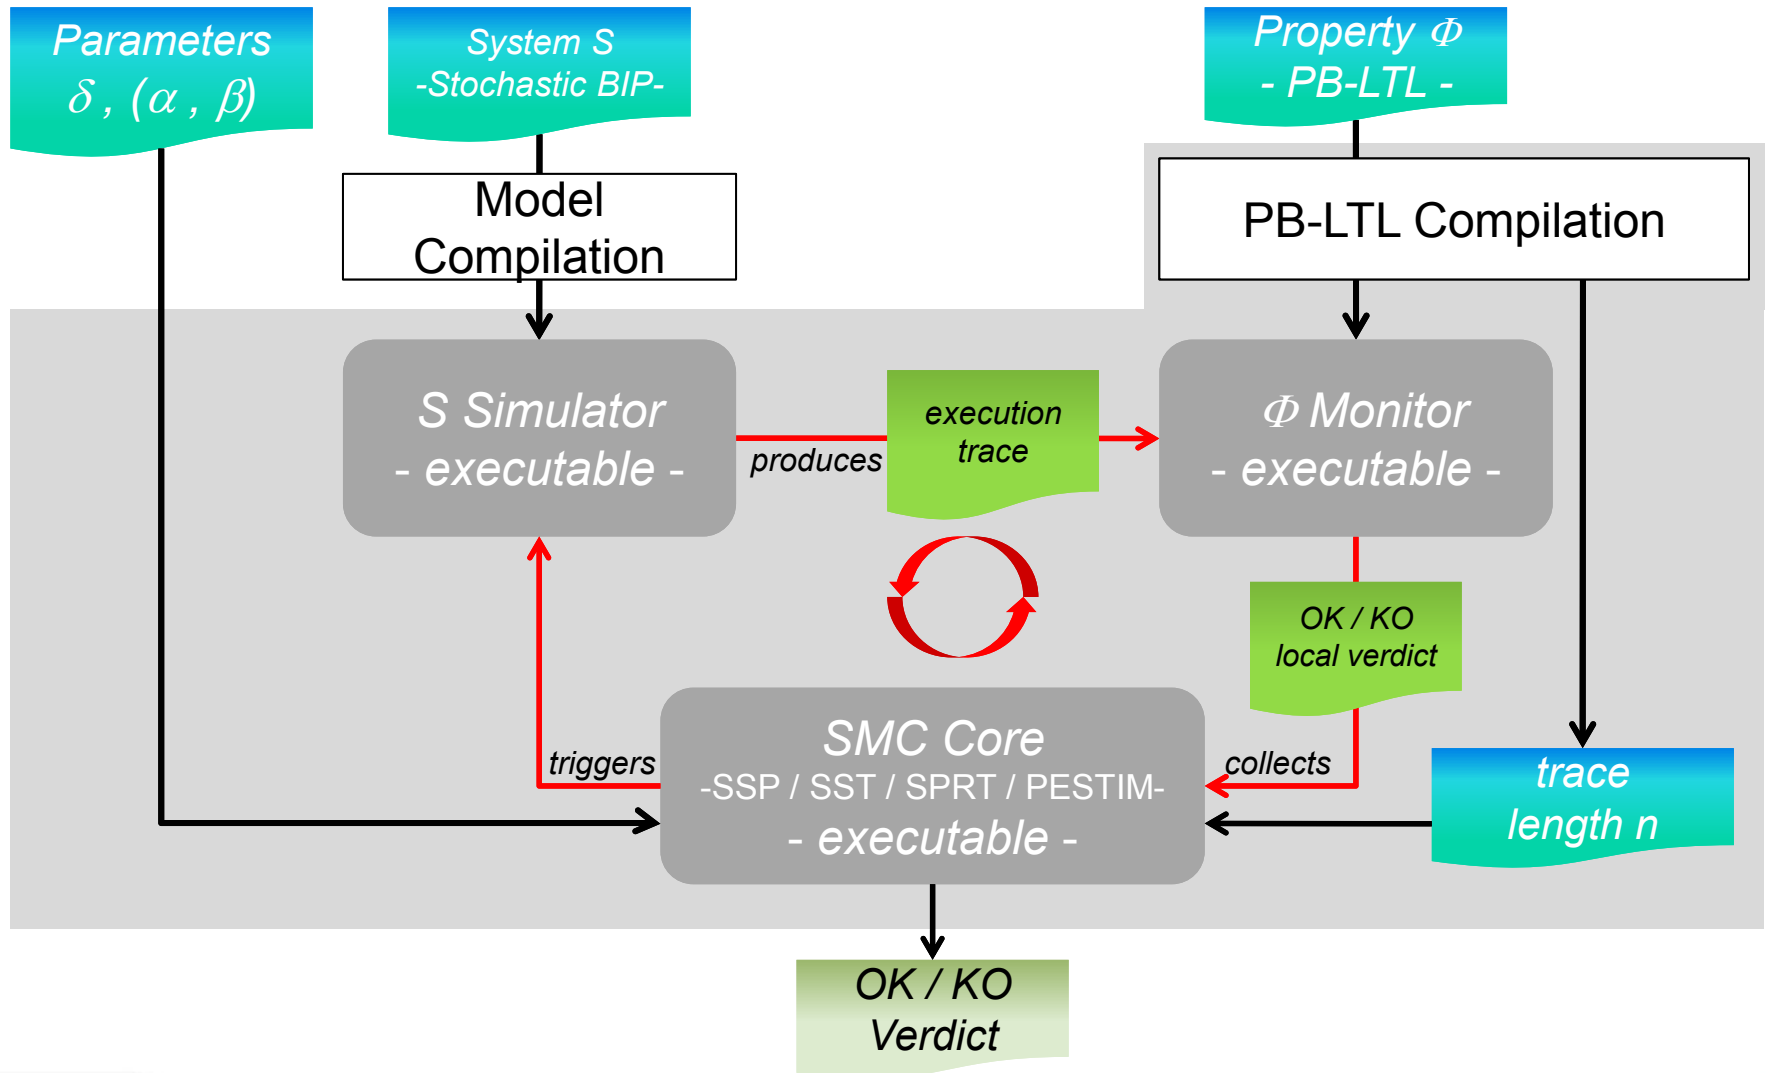 Parameters
δ , (α , β)
System S
-Stochastic BIP-
Property Φ
- PB-LTL -
Model
Compilation
PB-LTL Compilation
S Simulator
- executable -
produces
execution
trace
Φ Monitor
- executable -
OK / KO
local verdict
triggers
SMC Core
-SSP / SST / SPRT / PESTIM-
- executable -
collects
trace
length n
OK / KO
Verdict